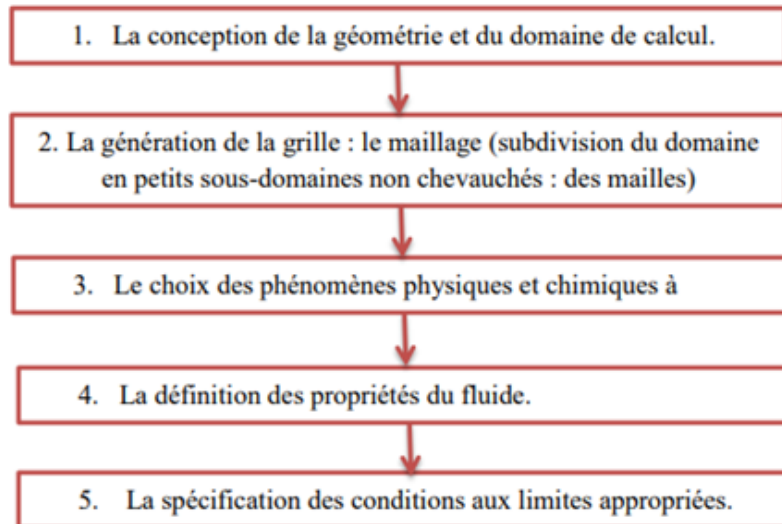 1. La conception de la géométrie et du domaine de calcul.
2. La génération de la grille : le maillage (subdivision du domaine
en petits sous-domaines non chevauchés : des mailles)
3. Le choix des phénomènes physiques et chimiques à
4. La définition des propriétés du fluide.
5. La spécification des conditions aux limites appropriées.